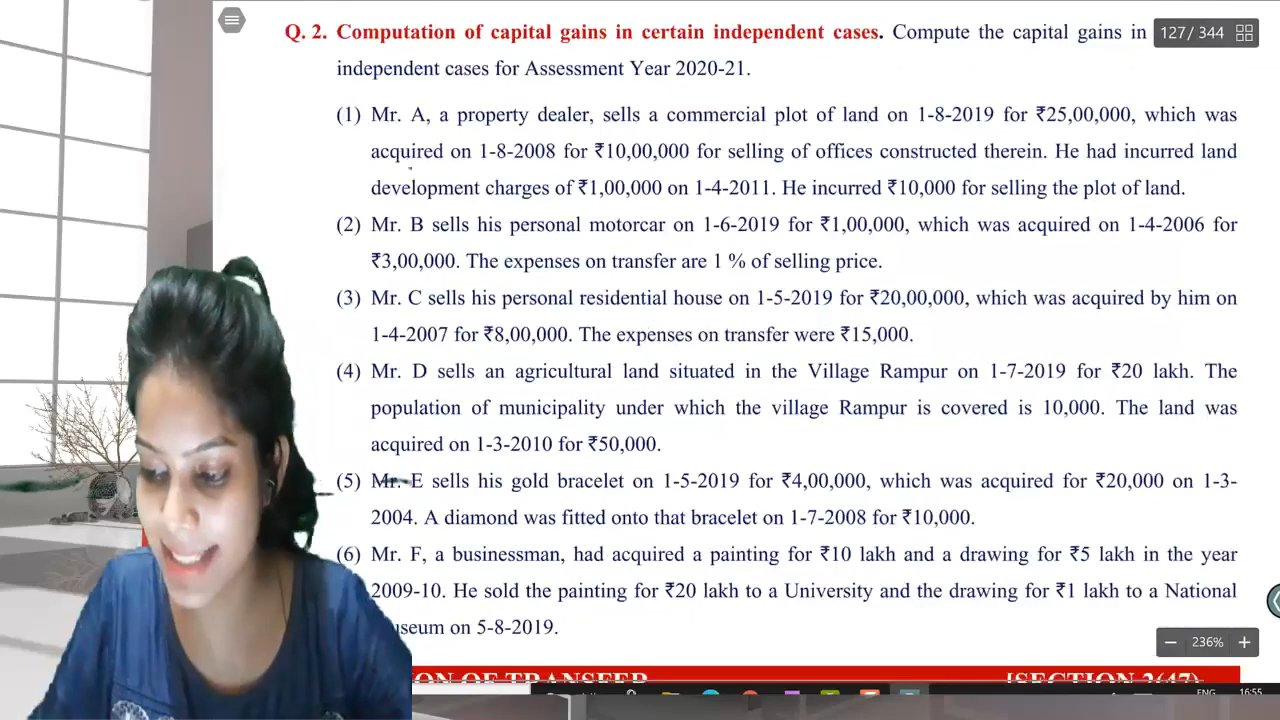 Q. 2. Computation of capital gains in certain independent cases. Compute the capital gains in
127 / 344
independent cases for Assessment Year 2020-21.
(1) Mr. A, a property dealer, sells a commercial plot of land on 1-8-2019 for ₹25,00,000, which was
acquired on 1-8-2008 for ₹10,00,000 for selling of offices constructed therein. He had incurred land
development charges of ₹1,00,000 on 1-4-2011. He incurred ₹10,000 for selling the plot of land.
(2) Mr. B sells his personal motorcar on 1-6-2019 for ₹1,00,000, which was acquired on 1-4-2006 for
₹3,00,000. The expenses on transfer are 1 % of selling price.
(3) Mr. C sells his personal residential house on 1-5-2019 for ₹20,00,000, which was acquired by him on
1-4-2007 for ₹8,00,000. The expenses on transfer were ₹15,000.
(4) Mr. D sells an agricultural land situated in the Village Rampur on 1-7-2019 for ₹20 lakh. The
population of municipality under which the village Rampur is covered is 10,000. The land was
acquired on 1-3-2010 for ₹50,000.
(5) Mr. E sells his gold bracelet on 1-5-2019 for ₹4,00,000, which was acquired for ₹20,000 on 1-3-
2004. A diamond was fitted onto that bracelet on 1-7-2008 for ₹10,000.
(6) Mr. F, a businessman, had acquired a painting for ₹10 lakh and a drawing for ₹5 lakh in the year
2009-10. He sold the painting for ₹20 lakh to a University and the drawing for ₹1 lakh to a National
useum on 5-8-2019.
236%
ON OF TRANSFER [SECTION 2(47)
ENG 16:55